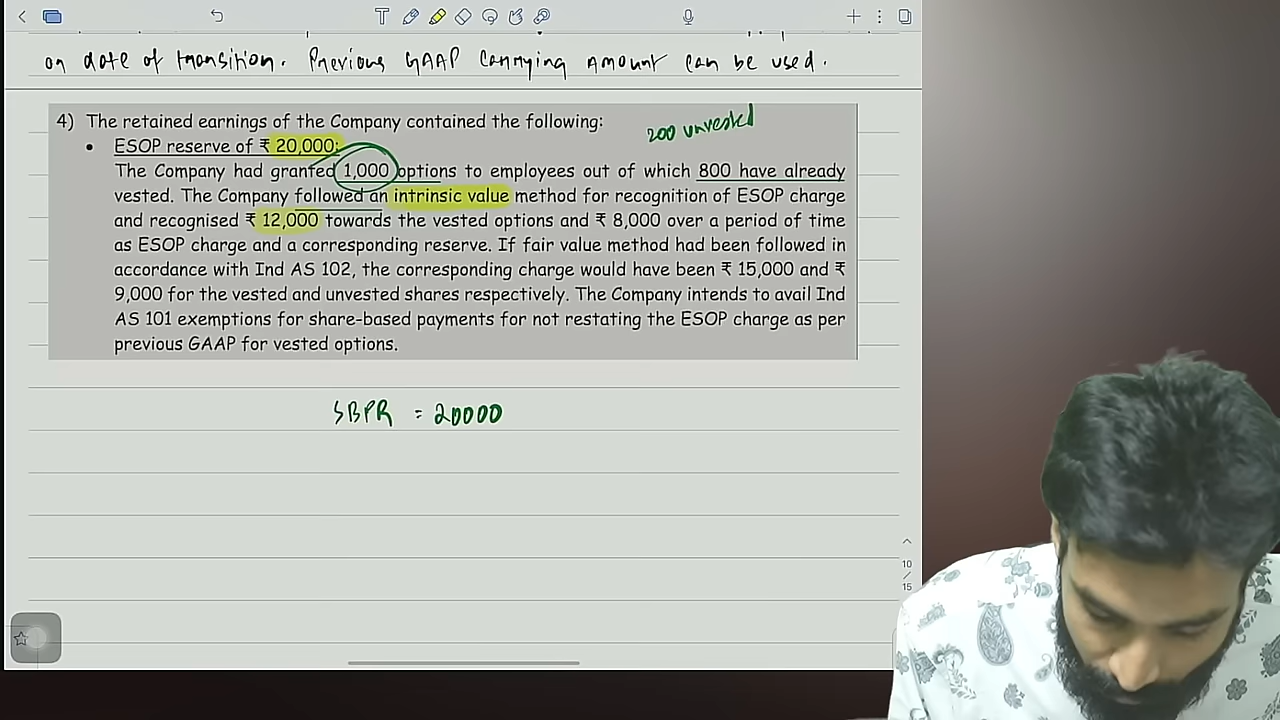 on date of transition. Previous GAAP Carrying Amount can be used.
4) The retained earnings of the Company contained the following:
200 unvested
• ESOP reserve of ₹ 20,000:
The Company had granted 1,000 options to employees out of which 800 have already
vested. The Company followed an intrinsic value method for recognition of ESOP charge
and recognised ₹ 12,000 towards the vested options and ₹ 8,000 over a period of time
as ESOP charge and a corresponding reserve. If fair value method had been followed in
accordance with Ind AS 102, the corresponding charge would have been ₹ 15,000 and ₹
9,000 for the vested and unvested shares respectively. The Company intends to avail Ind
AS 101 exemptions for share-based payments for not restating the ESOP charge as per
previous GAAP for vested options.
SBPR = 20000
10
/
15